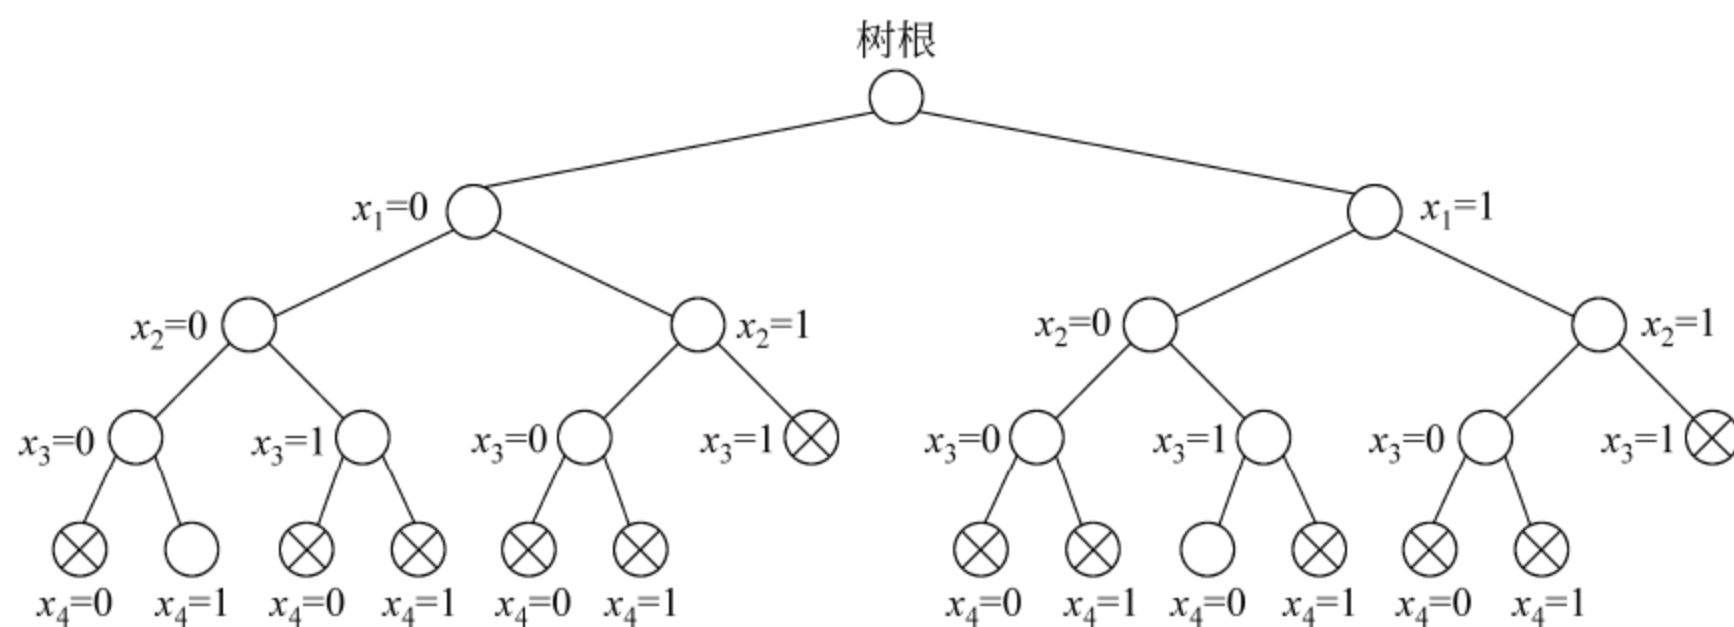 树根
x₁=0 x₁=1
x₂=0 x₂=1 x₂=0 x₂=1
x₃=0 x₃=1 x₃=0 x₃=1 x₃=0 x₃=1 x₃=0 x₃=1
x₄=0 x₄=1 x₄=0 x₄=1 x₄=0 x₄=1 x₄=0 x₄=1 x₄=0 x₄=1 x₄=0 x₄=1